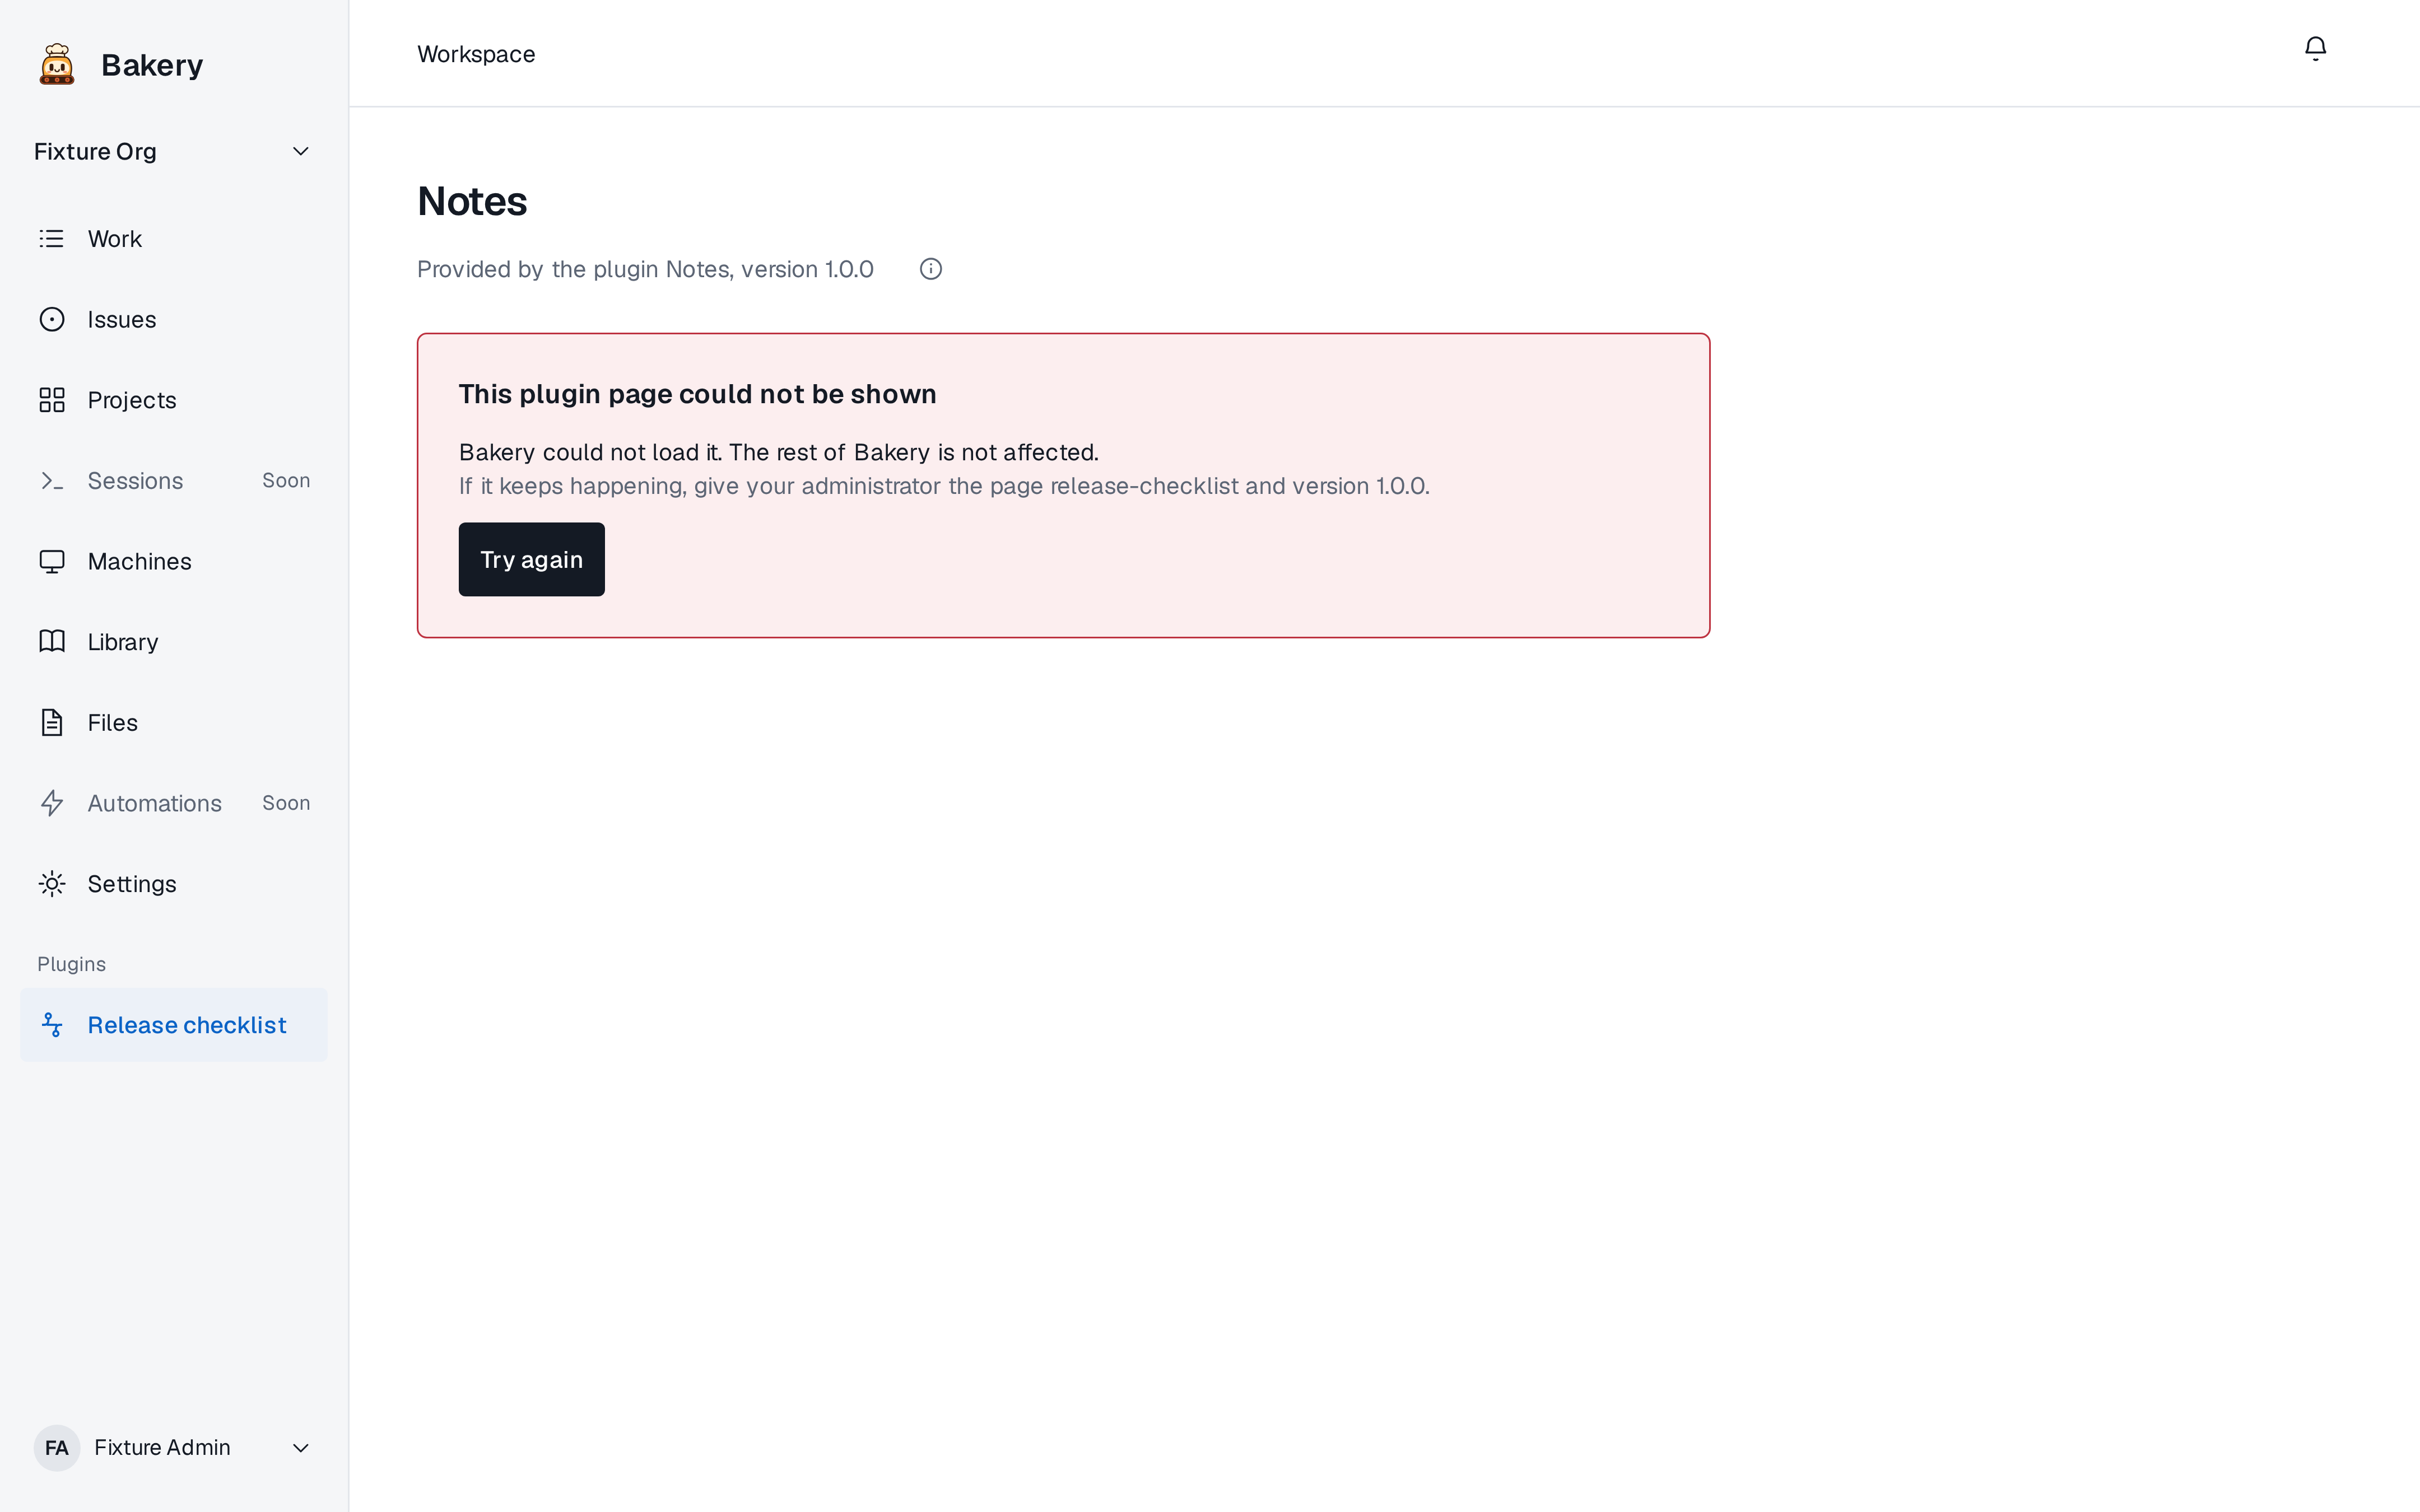 Bakery
Fixture Org
Work
Issues
Projects
Sessions Soon
Machines
Library
Files
Automations Soon
Settings
Plugins
Release checklist
FA Fixture Admin
Workspace
Notes
Provided by the plugin Notes, version 1.0.0
This plugin page could not be shown
Bakery could not load it. The rest of Bakery is not affected.
If it keeps happening, give your administrator the page release-checklist and version 1.0.0.
Try again